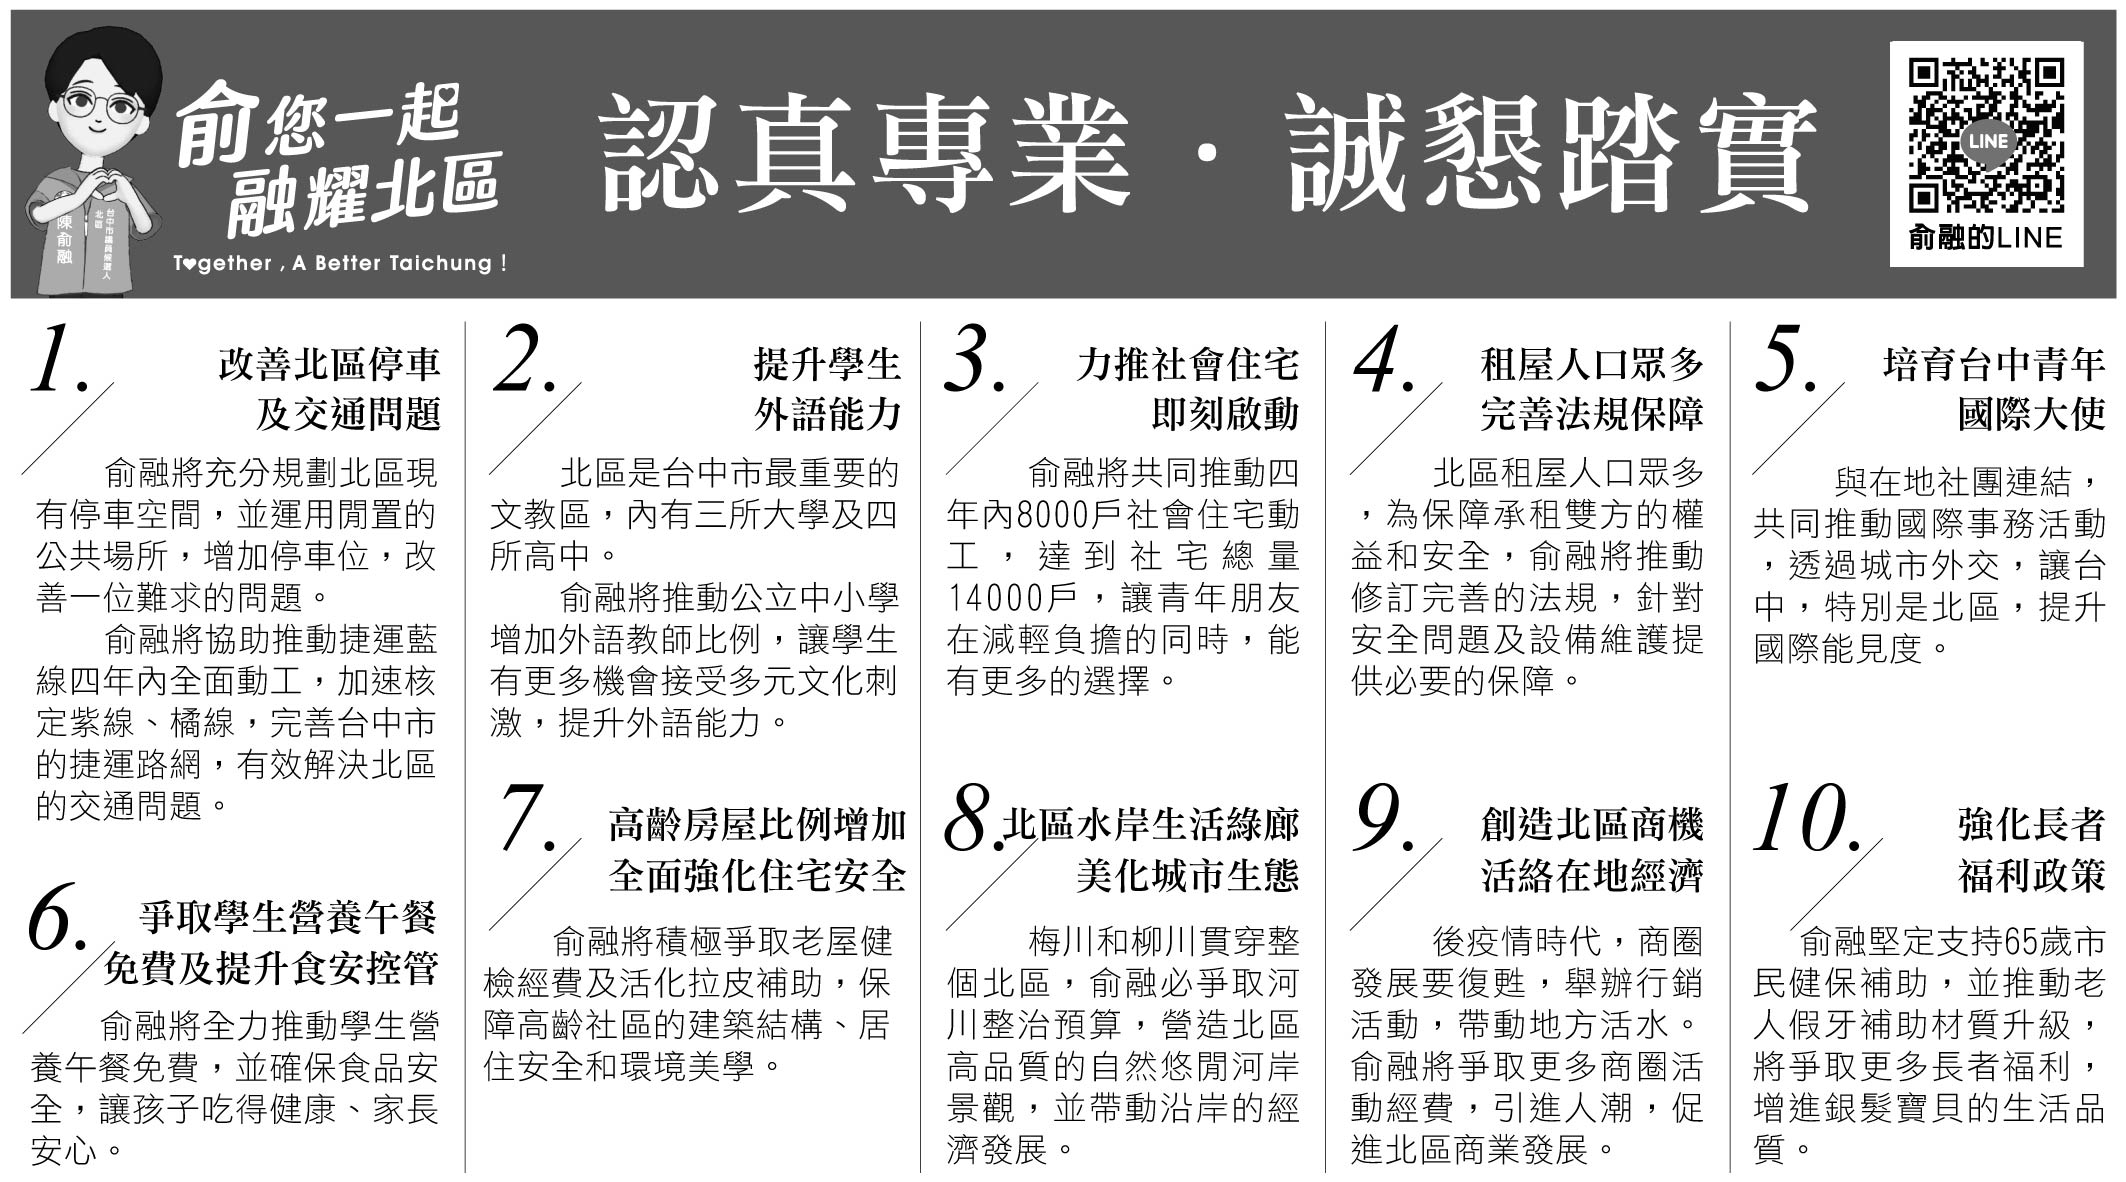 俞您一起
融耀北區
T♥gether , A Better Taichung !
陳俞融
台中市議員候選人
北區
認真專業・誠懇踏實
LINE
俞融的LINE
1.
改善北區停車
及交通問題
俞融將充分規劃北區現
有停車空間，並運用閒置的
公共場所，增加停車位，改
善一位難求的問題。
俞融將協助推動捷運藍
線四年內全面動工，加速核
定紫線、橘線，完善台中市
的捷運路網，有效解決北區
的交通問題。
2.
提升學生
外語能力
北區是台中市最重要的
文教區，內有三所大學及四
所高中。
俞融將推動公立中小學
增加外語教師比例，讓學生
有更多機會接受多元文化刺
激，提升外語能力。
3.
力推社會住宅
即刻啟動
俞融將共同推動四
年內8000戶社會住宅動
工，達到社宅總量
14000戶，讓青年朋友
在減輕負擔的同時，能
有更多的選擇。
4.
租屋人口眾多
完善法規保障
北區租屋人口眾多
，為保障承租雙方的權
益和安全，俞融將推動
修訂完善的法規，針對
安全問題及設備維護提
供必要的保障。
5.
培育台中青年
國際大使
與在地社團連結，
共同推動國際事務活動
，透過城市外交，讓台
中，特別是北區，提升
國際能見度。
6.
爭取學生營養午餐
免費及提升食安控管
俞融將全力推動學生營
養午餐免費，並確保食品安
全，讓孩子吃得健康、家長
安心。
7.
高齡房屋比例增加
全面強化住宅安全
俞融將積極爭取老屋健
檢經費及活化拉皮補助，保
障高齡社區的建築結構、居
住安全和環境美學。
8.
北區水岸生活綠廊
美化城市生態
梅川和柳川貫穿整
個北區，俞融必爭取河
川整治預算，營造北區
高品質的自然悠閒河岸
景觀，並帶動沿岸的經
濟發展。
9.
創造北區商機
活絡在地經濟
後疫情時代，商圈
發展要復甦，舉辦行銷
活動，帶動地方活水。
俞融將爭取更多商圈活
動經費，引進人潮，促
進北區商業發展。
10.
強化長者
福利政策
俞融堅定支持65歲市
民健保補助，並推動老
人假牙補助材質升級，
將爭取更多長者福利，
增進銀髮寶貝的生活品
質。